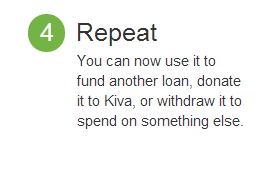 4 Repeat
You can now use it to
fund another loan, donate
it to Kiva, or withdraw it to
spend on something else.